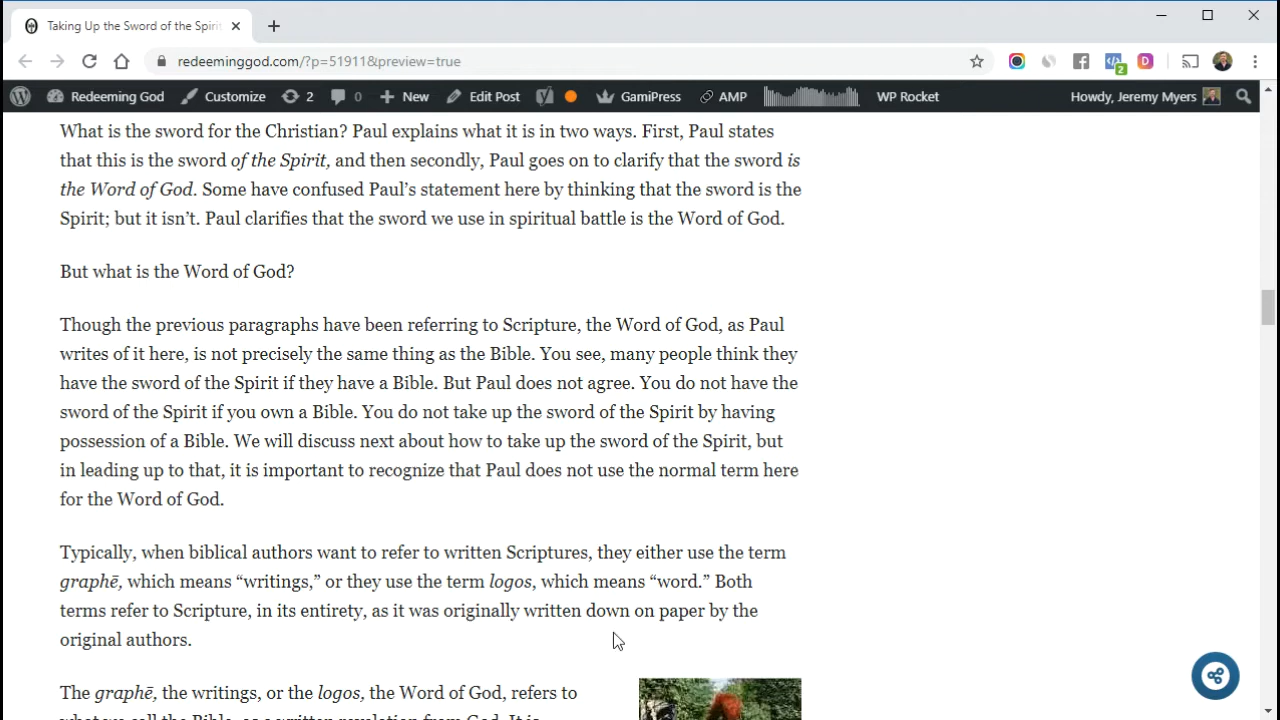 Taking Up the Sword of the Spiri
redeeminggod.com/?p=51911&preview=true
2
Redeeming God Customize 2 0 New Edit Post GamiPress AMP WP Rocket Howdy, Jeremy Myers
What is the sword for the Christian? Paul explains what it is in two ways. First, Paul states
that this is the sword of the Spirit, and then secondly, Paul goes on to clarify that the sword is
the Word of God. Some have confused Paul’s statement here by thinking that the sword is the
Spirit; but it isn’t. Paul clarifies that the sword we use in spiritual battle is the Word of God.
But what is the Word of God?
Though the previous paragraphs have been referring to Scripture, the Word of God, as Paul
writes of it here, is not precisely the same thing as the Bible. You see, many people think they
have the sword of the Spirit if they have a Bible. But Paul does not agree. You do not have the
sword of the Spirit if you own a Bible. You do not take up the sword of the Spirit by having
possession of a Bible. We will discuss next about how to take up the sword of the Spirit, but
in leading up to that, it is important to recognize that Paul does not use the normal term here
for the Word of God.
Typically, when biblical authors want to refer to written Scriptures, they either use the term
graphē, which means “writings,” or they use the term logos, which means “word.” Both
terms refer to Scripture, in its entirety, as it was originally written down on paper by the
original authors.
The graphē, the writings, or the logos, the Word of God, refers to
what we call the Bible, as a written revelation from God. It is